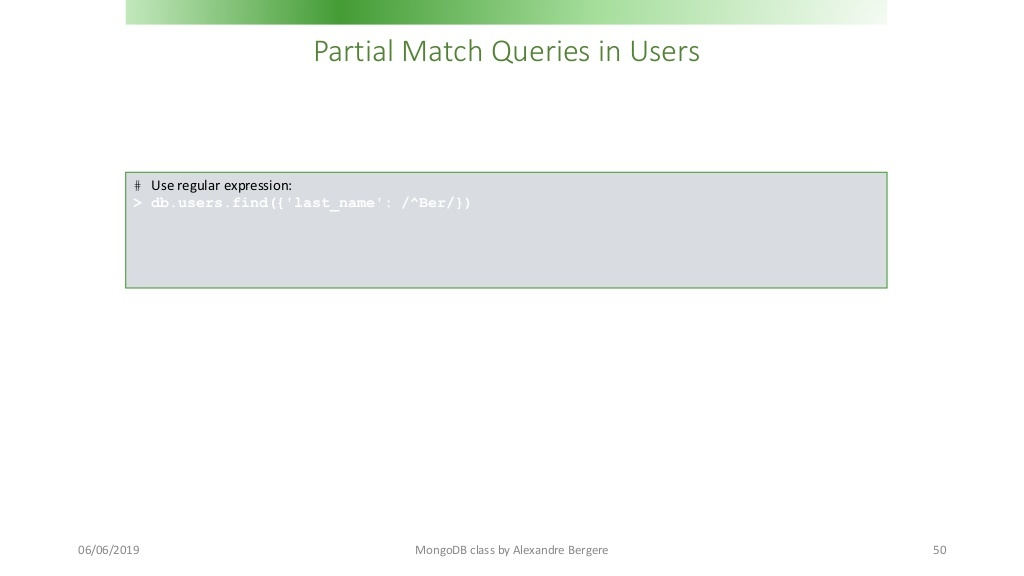 Partial Match Queries in Users
# Use regular expression:
> db.users.find({'last_name': /^Ber/})
06/06/2019 MongoDB class by Alexandre Bergere 50